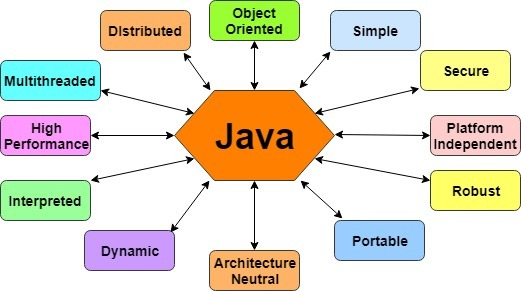 Object
Oriented
Distributed
Simple
Multithreaded
Secure
High
Performance
Java
Platform
Independent
Interpreted
Robust
Dynamic
Portable
Architecture
Neutral